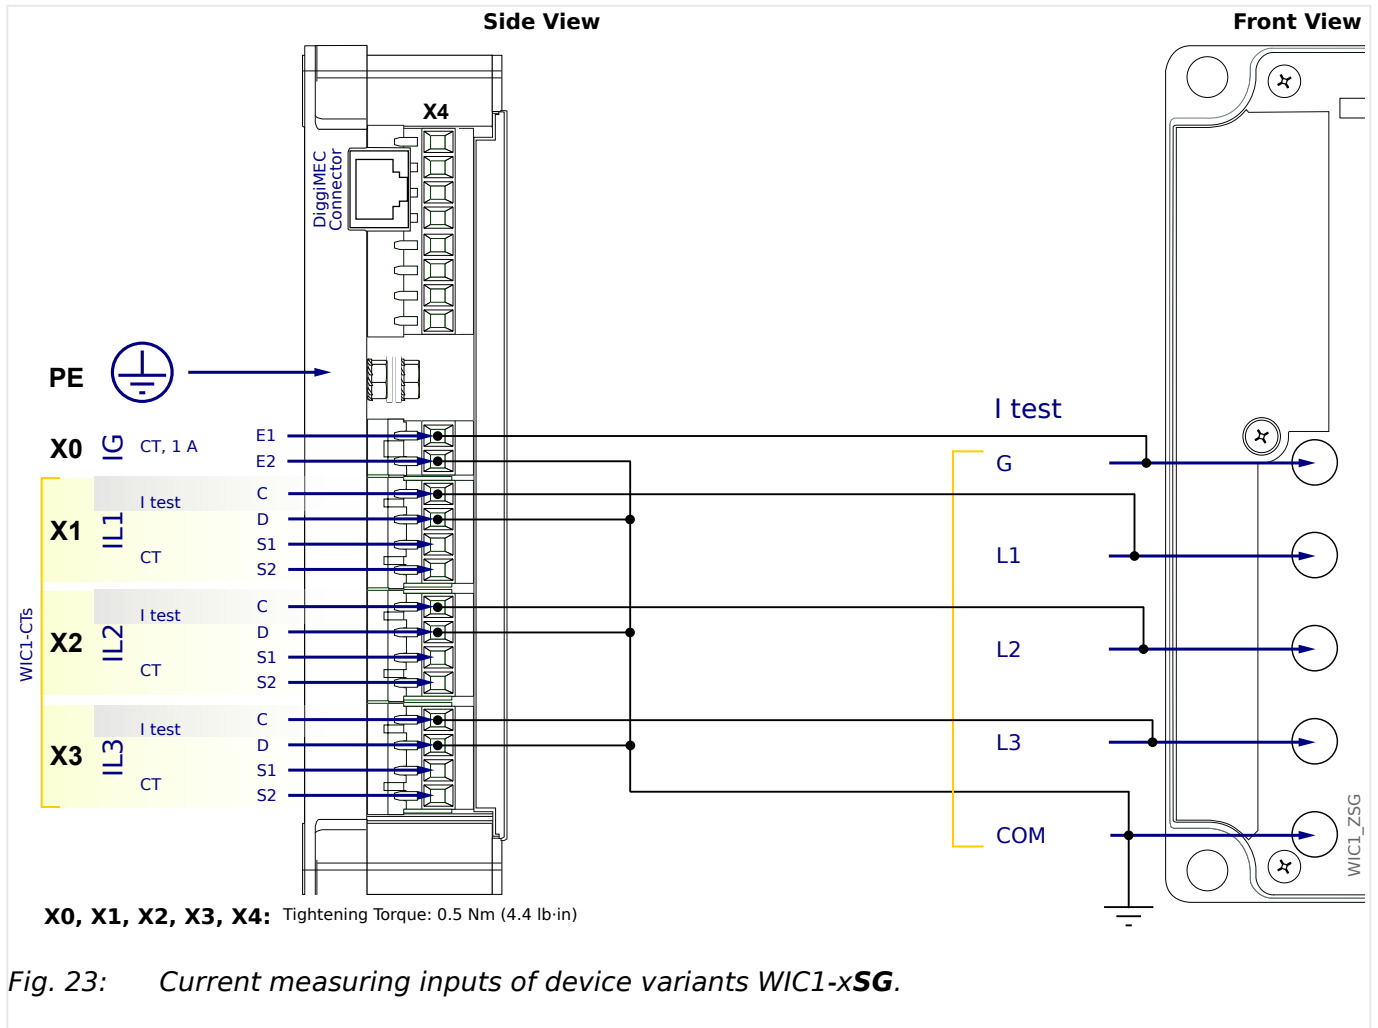 Side View
Front View
X4
DiggiMEC
Connector
PE
I test
X0
IG
CT, 1 A
E1
E2
G
WIC1-CTs
X1
IL1
I test
CT
C
D
S1
S2
L1
X2
IL2
I test
CT
C
D
S1
S2
L2
X3
IL3
I test
CT
C
D
S1
S2
L3
COM
WIC1_ZSG
X0, X1, X2, X3, X4: Tightening Torque: 0.5 Nm (4.4 lb·in)
Fig. 23: Current measuring inputs of device variants WIC1-xSG.